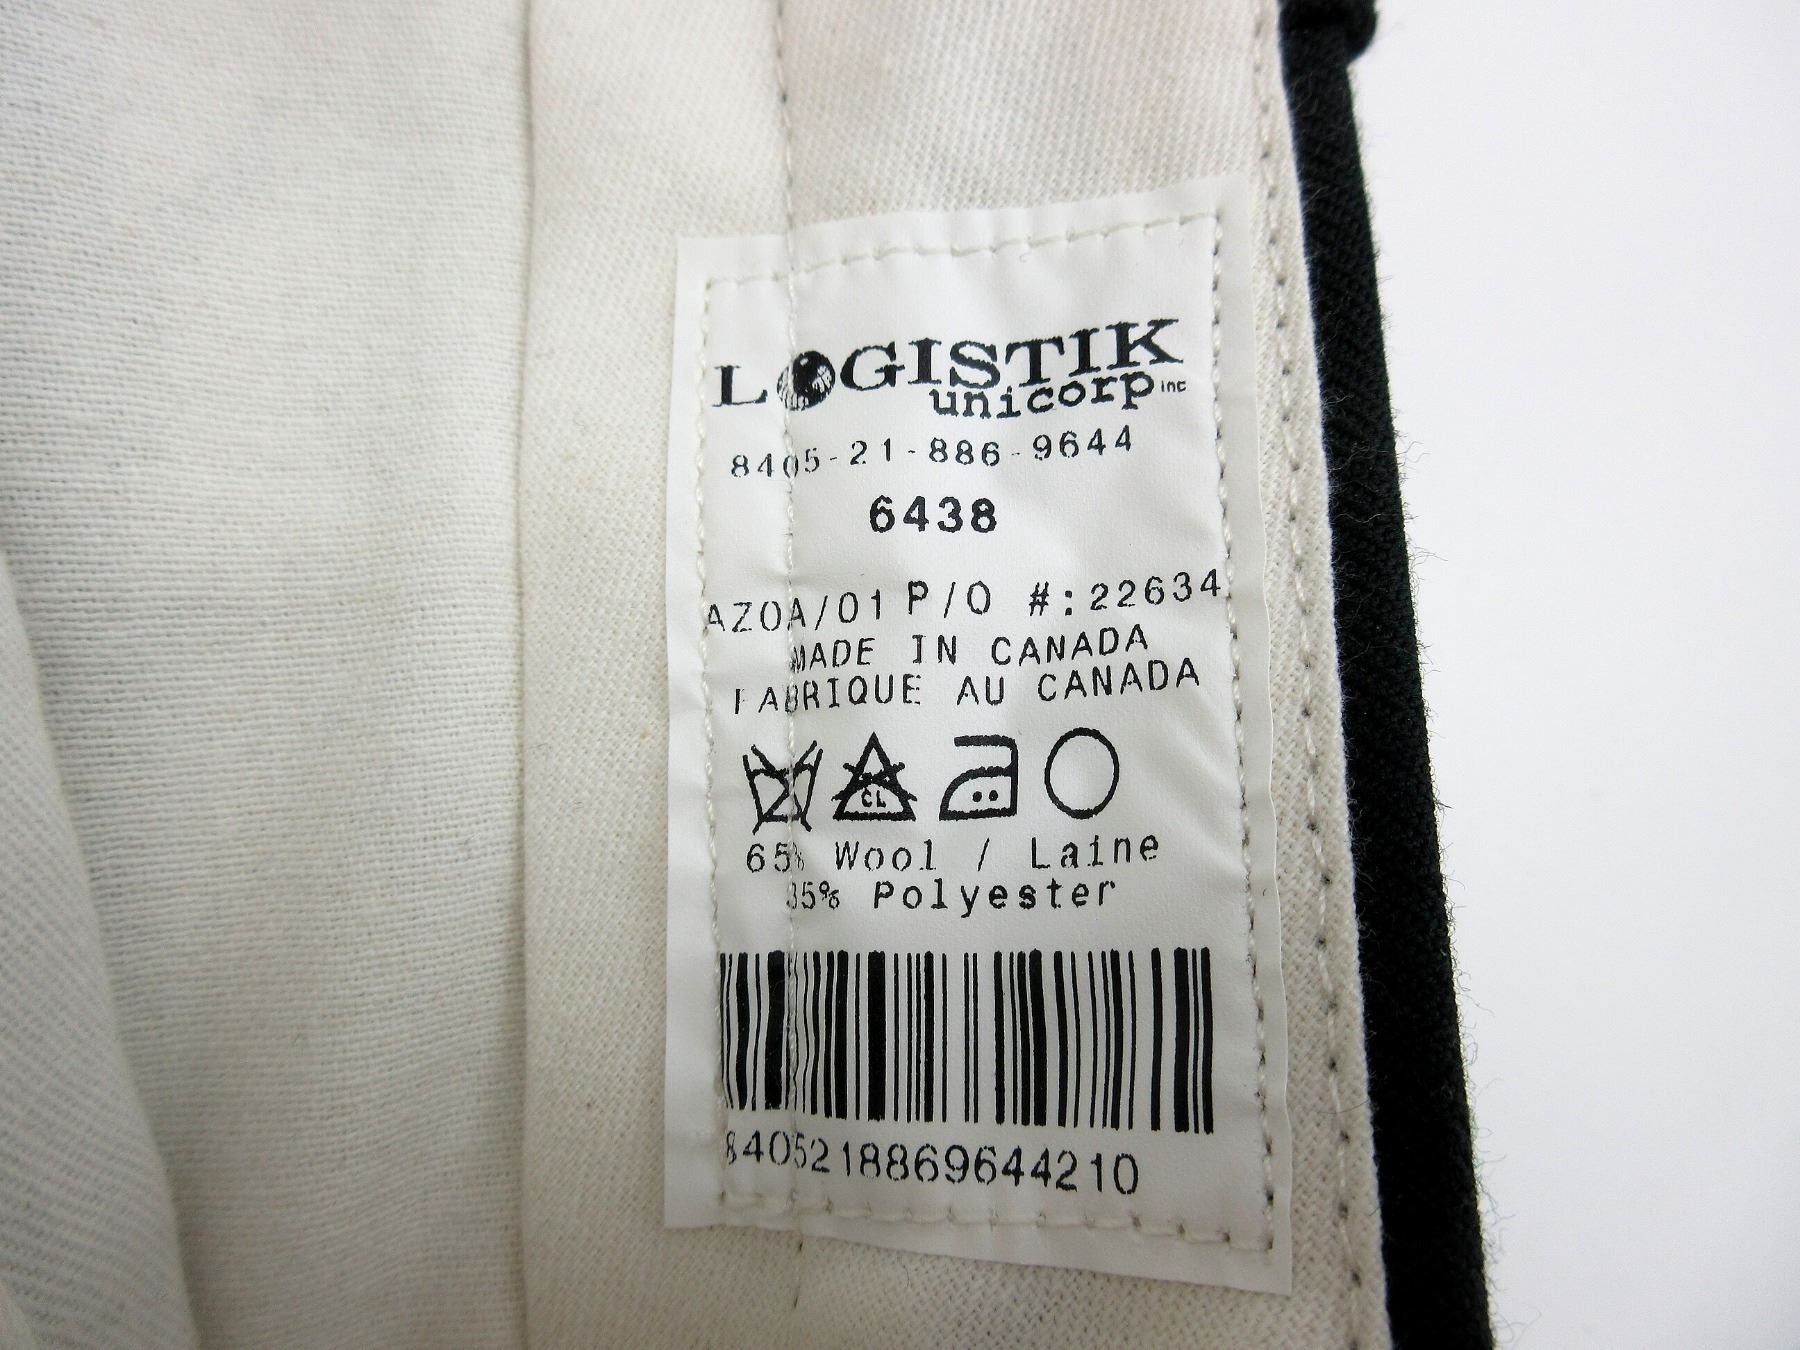 LOGISTIK
unicorp inc
8405-21-886-9644
6438
AZOA/01 P/O #:22634
MADE IN CANADA
FABRIQUE AU CANADA
CL
65% Wool / Laine
35% Polyester
8405218869644210